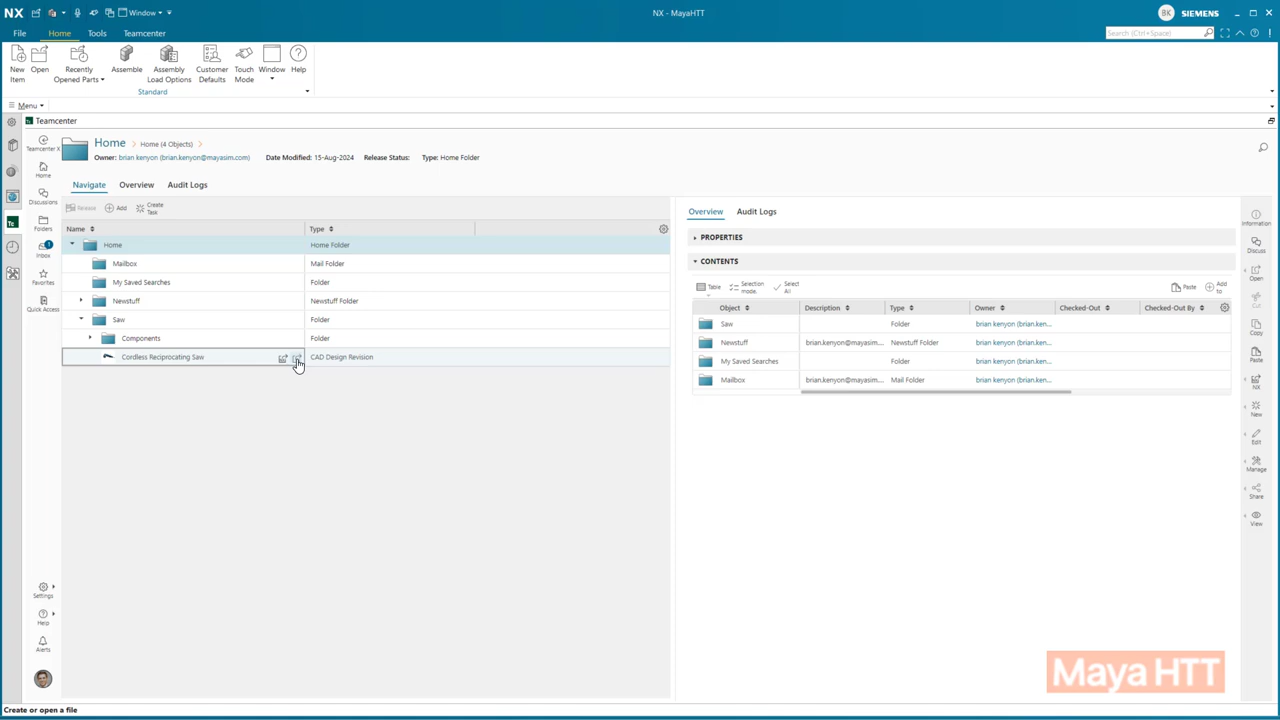 NX
Window
NX - MayaHTT
BK
SIEMENS
File
Home
Tools
Teamcenter
Search (Ctrl+Space)
New
Item
Open
Recently
Opened Parts
Assemble
Assembly
Load Options
Customer
Defaults
Touch
Mode
Window
Help
Standard
Menu
Tc Teamcenter
Teamcenter X
Home
Discussions
Folders
Inbox
1
Favorites
Quick Access
Settings
Help
Alerts
Tc
Home
Home (4 Objects)
Owner: brian kenyon (brian.kenyon@mayasim.com)
Date Modified: 15-Aug-2024
Release Status:
Type: Home Folder
Navigate
Overview
Audit Logs
Review
Add
Create
Task
Name
Type
Home
Home Folder
Mailbox
Mail Folder
My Saved Searches
Folder
Newstuff
Newstuff Folder
Saw
Folder
Components
Folder
Cordless Reciprocating Saw
CAD Design Revision
Overview
Audit Logs
PROPERTIES
CONTENTS
Table
Selection
mode:
Select
All
Paste
Add
to
Object
Description
Type
Owner
Checked-Out
Checked-Out By
Saw
Folder
brian kenyon (brian.ken...
Newstuff
brian.kenyon@mayasim....
Newstuff Folder
brian kenyon (brian.ken...
My Saved Searches
Folder
brian kenyon (brian.ken...
Mailbox
brian.kenyon@mayasim....
Mail Folder
brian kenyon (brian.ken...
Information
Discuss
Open
Cut
Copy
Paste
NX
New
Edit
Manage
Share
View
Maya HTT
Create or open a file